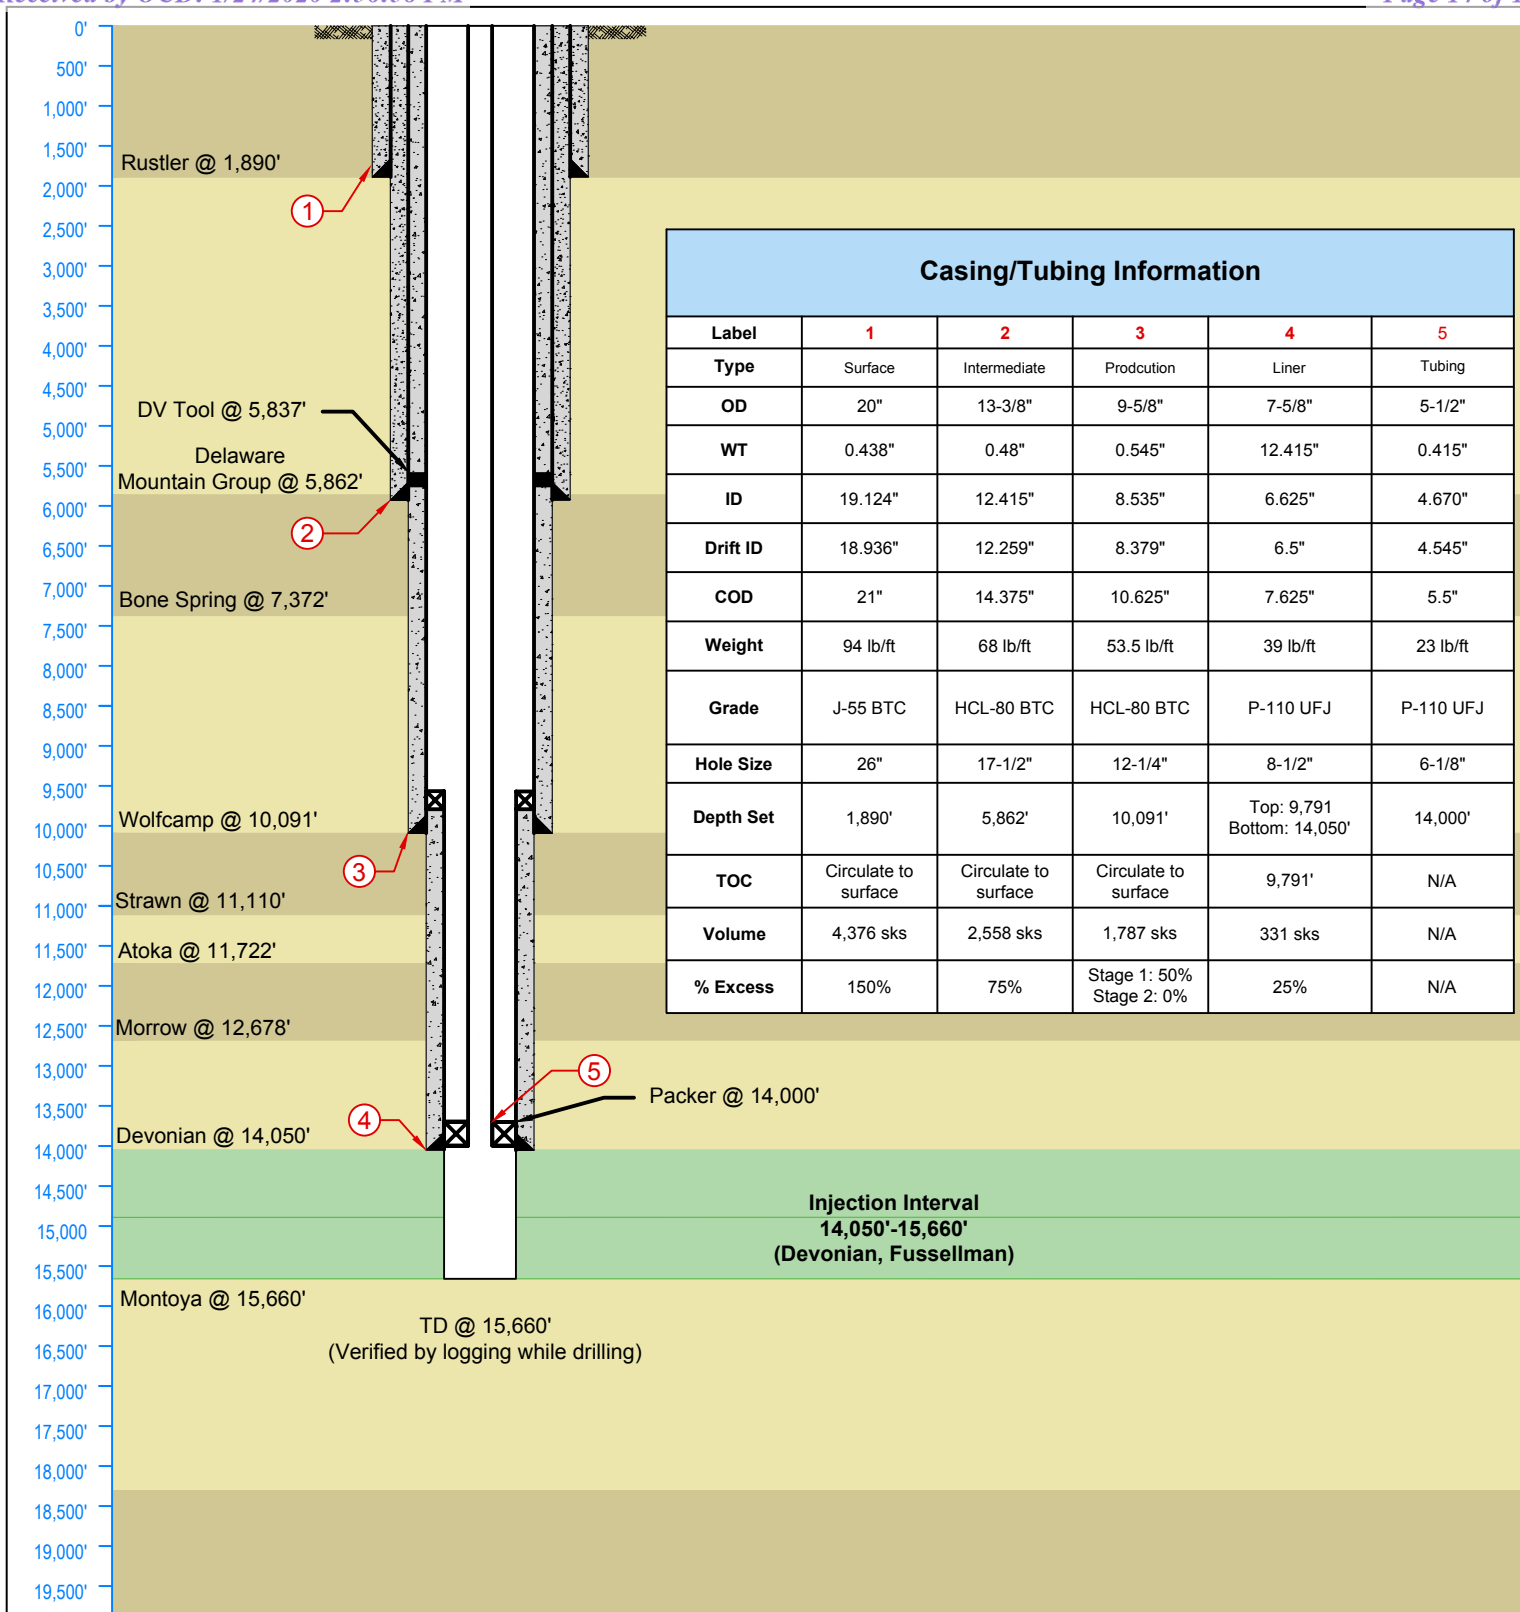 0'
500'
1,000'
1,500'
2,000'
2,500'
3,000'
3,500'
4,000'
4,500'
5,000'
5,500'
6,000'
6,500'
7,000'
7,500'
8,000'
8,500'
9,000'
9,500'
10,000'
10,500'
11,000'
11,500'
12,000'
12,500'
13,000'
13,500'
14,000'
14,500'
15,000
15,500'
16,000'
16,500'
17,000'
17,500'
18,000'
18,500'
19,000'
19,500'
Rustler @ 1,890'
1
DV Tool @ 5,837'
Delaware
Mountain Group @ 5,862'
2
Bone Spring @ 7,372'
Wolfcamp @ 10,091'
3
Strawn @ 11,110'
Atoka @ 11,722'
Morrow @ 12,678'
5
Packer @ 14,000'
4
Devonian @ 14,050'
Injection Interval
14,050'-15,660'
(Devonian, Fussellman)
Montoya @ 15,660'
TD @ 15,660'
(Verified by logging while drilling)
Casing/Tubing Information
Label 1 2 3 4 5
Type Surface Intermediate Prodcution Liner Tubing
OD 20" 13-3/8" 9-5/8" 7-5/8" 5-1/2"
WT 0.438" 0.48" 0.545" 12.415" 0.415"
ID 19.124" 12.415" 8.535" 6.625" 4.670"
Drift ID 18.936" 12.259" 8.379" 6.5" 4.545"
COD 21" 14.375" 10.625" 7.625" 5.5"
Weight 94 lb/ft 68 lb/ft 53.5 lb/ft 39 lb/ft 23 lb/ft
Grade J-55 BTC HCL-80 BTC HCL-80 BTC P-110 UFJ P-110 UFJ
Hole Size 26" 17-1/2" 12-1/4" 8-1/2" 6-1/8"
Depth Set 1,890' 5,862' 10,091' Top: 9,791 Bottom: 14,050' 14,000'
TOC Circulate to surface Circulate to surface Circulate to surface 9,791' N/A
Volume 4,376 sks 2,558 sks 1,787 sks 331 sks N/A
% Excess 150% 75% Stage 1: 50% Stage 2: 0% 25% N/A